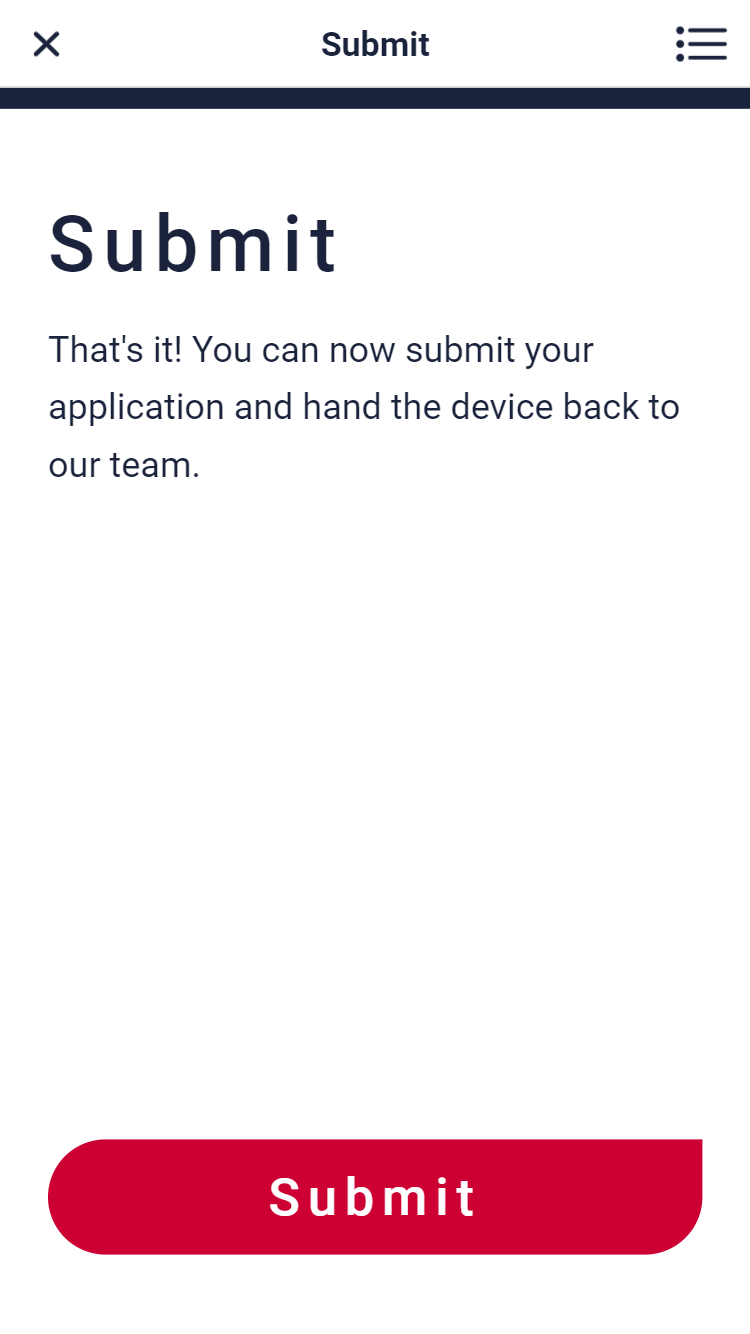 Submit
Submit
That's it! You can now submit your
application and hand the device back to
our team.
Submit